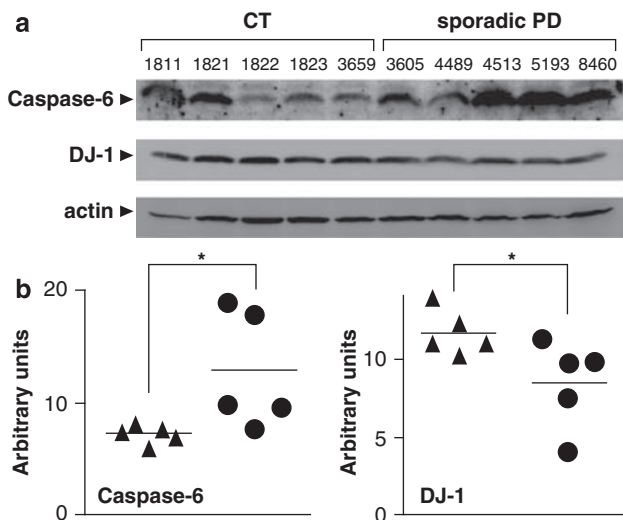 a
CT sporadic PD
1811 1821 1822 1823 3659 3605 4489 4513 5193 8460
Caspase-6
DJ-1
actin
b
* *
20
10
0
Arbitrary units
Caspase-6
10
5
0
Arbitrary units
DJ-1